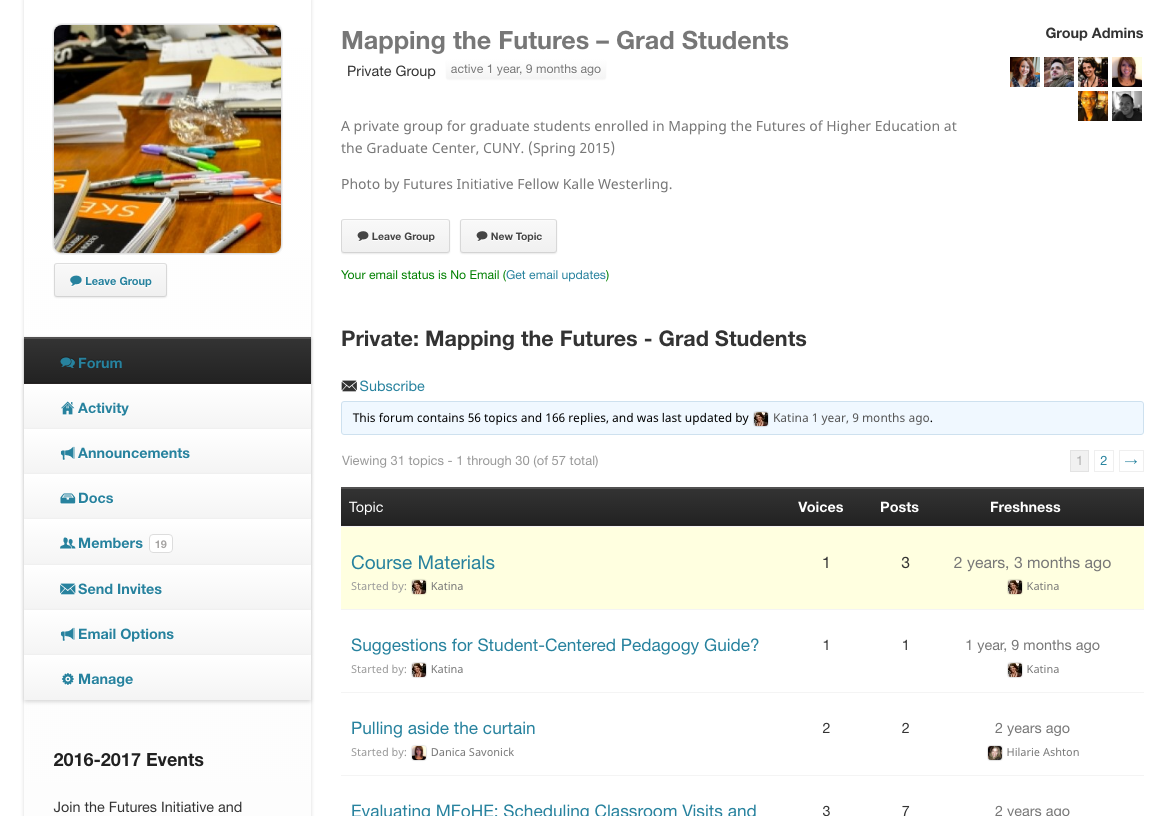 SKE
Leave Group
Forum
Activity
Announcements
Docs
Members 19
Send Invites
Email Options
Manage
2016-2017 Events
Join the Futures Initiative and
Mapping the Futures – Grad Students
Private Group active 1 year, 9 months ago
A private group for graduate students enrolled in Mapping the Futures of Higher Education at
the Graduate Center, CUNY. (Spring 2015)
Photo by Futures Initiative Fellow Kalle Westerling.
Leave Group New Topic
Your email status is No Email (Get email updates)
Group Admins
Private: Mapping the Futures - Grad Students
Subscribe
This forum contains 56 topics and 166 replies, and was last updated by Katina 1 year, 9 months ago.
Viewing 31 topics - 1 through 30 (of 57 total) 1 2 →
Topic Voices Posts Freshness
Course Materials 1 3 2 years, 3 months ago
Started by: Katina Katina
Suggestions for Student-Centered Pedagogy Guide? 1 1 1 year, 9 months ago
Started by: Katina Katina
Pulling aside the curtain 2 2 2 years ago
Started by: Danica Savonick Hilarie Ashton
Evaluating MFoHE: Scheduling Classroom Visits and 3 7 2 years ago